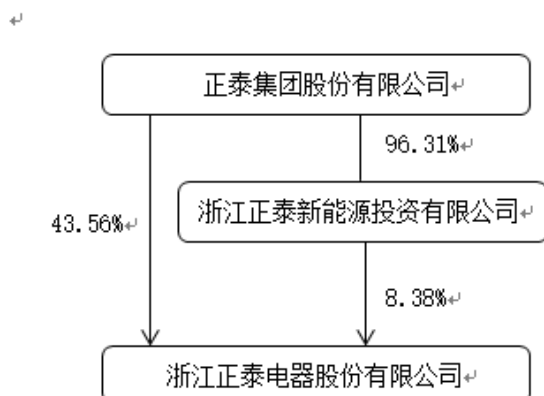 正泰集团股份有限公司
96.31%
浙江正泰新能源投资有限公司
43.56%
8.38%
浙江正泰电器股份有限公司